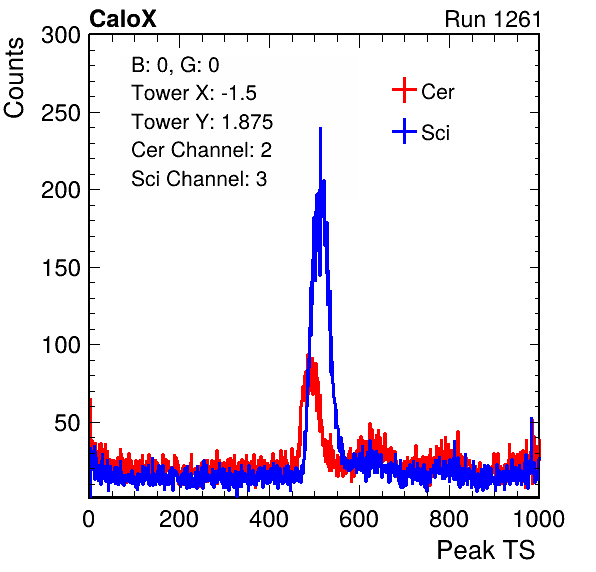 CaloX Run 1261
Counts
300
250
200
150
100
50
B: 0, G: 0
Tower X: -1.5
Tower Y: 1.875
Cer Channel: 2
Sci Channel: 3
Cer
Sci
0 200 400 600 800 1000
Peak TS